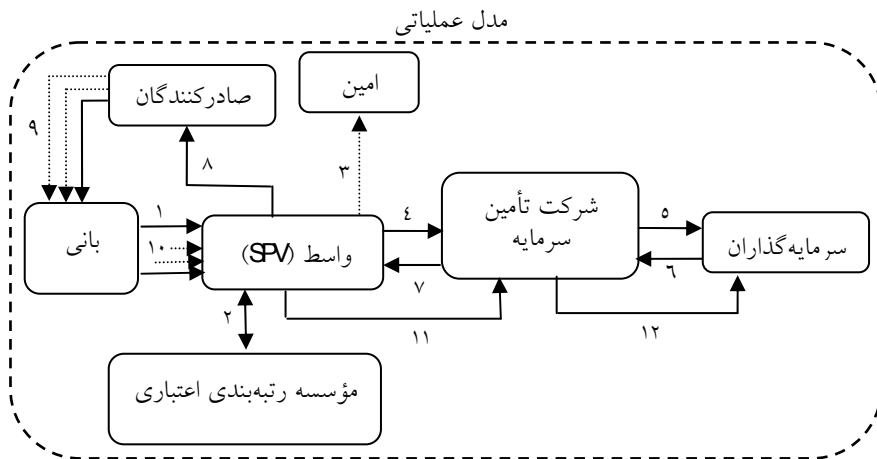 مدل عملیاتی
صادرکنندگان
امین
۹
۸
۳
بانی
۱
۱۰
واسط (SPV)
۴
شرکت تأمین
سرمایه
۵
سرمایه‌گذاران
۶
۷
۲
۱۱
۱۲
مؤسسه رتبه‌بندی اعتباری